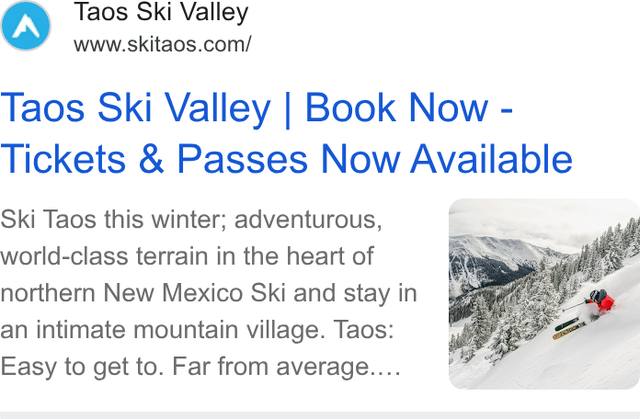 Taos Ski Valley
www.skitaos.com/
Taos Ski Valley | Book Now -
Tickets & Passes Now Available
Ski Taos this winter; adventurous,
world-class terrain in the heart of
northern New Mexico Ski and stay in
an intimate mountain village. Taos:
Easy to get to. Far from average....